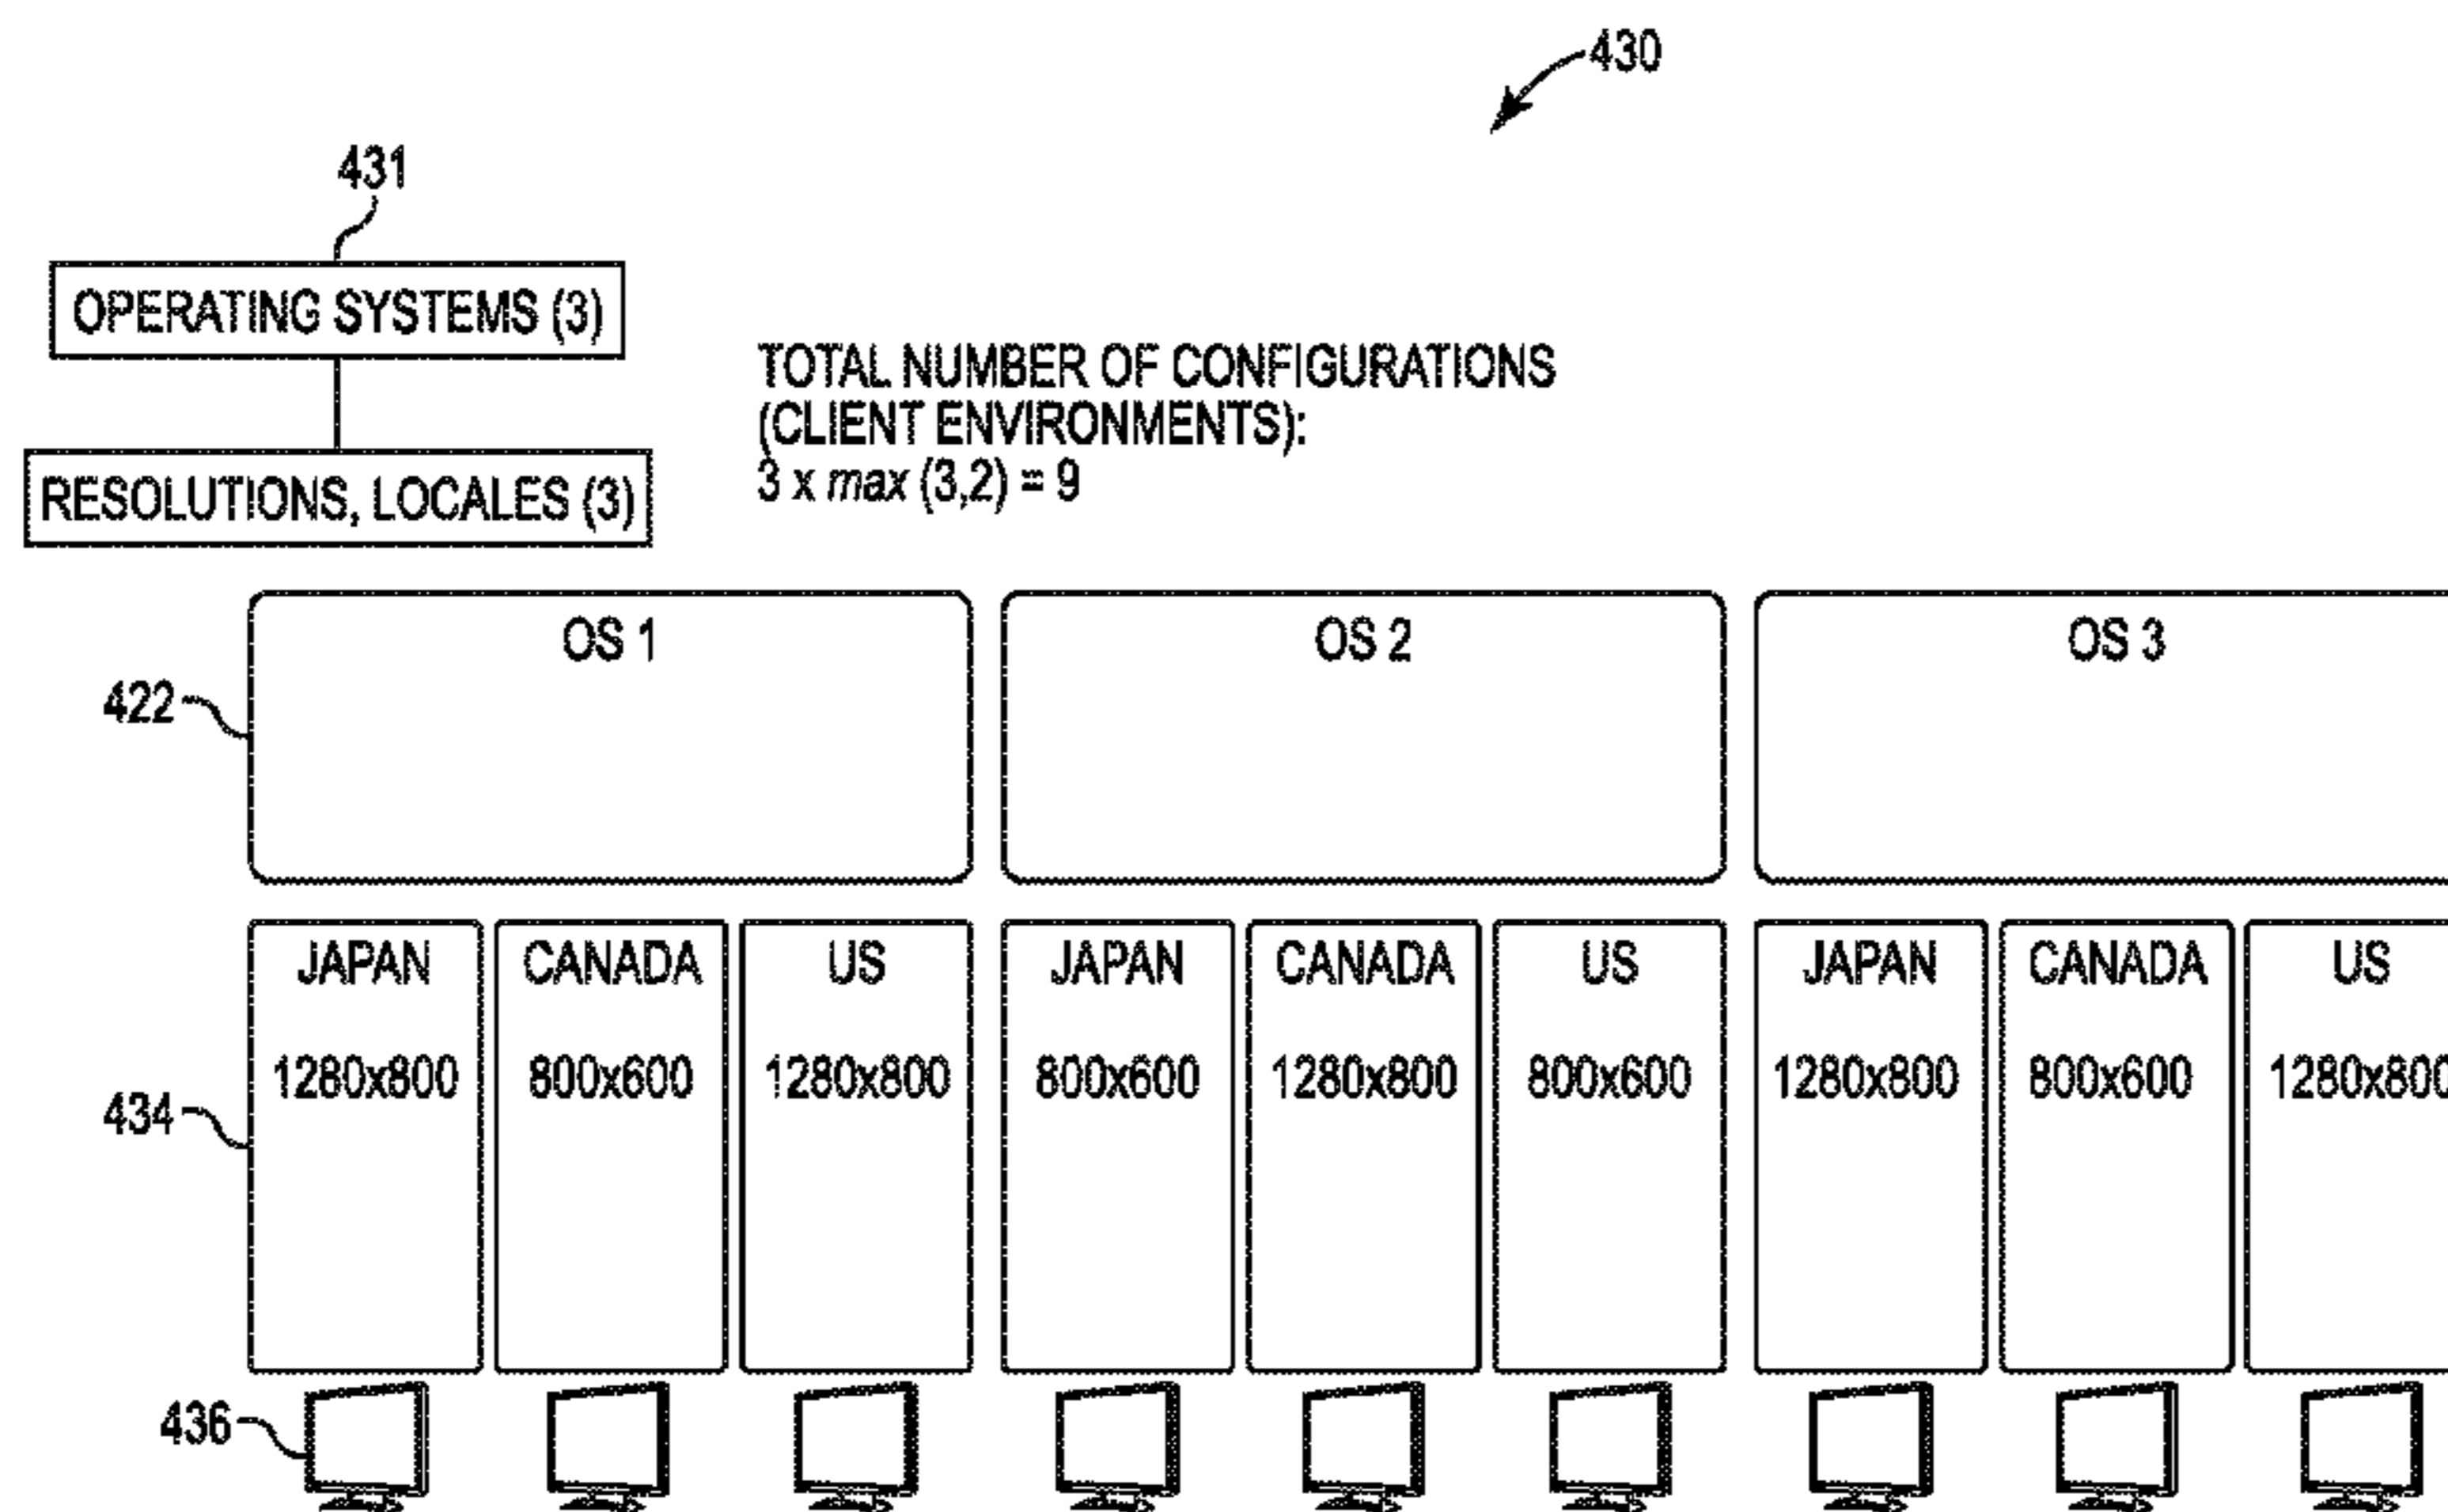 430
431
OPERATING SYSTEMS (3)
RESOLUTIONS, LOCALES (3)
TOTAL NUMBER OF CONFIGURATIONS
(CLIENT ENVIRONMENTS):
3 x max (3,2) = 9
OS 1 OS 2 OS 3
422
JAPAN CANADA US JAPAN CANADA US JAPAN CANADA US
1280x800 800x600 1280x800 800x600 1280x800 800x600 1280x800 800x600 1280x800
434
436